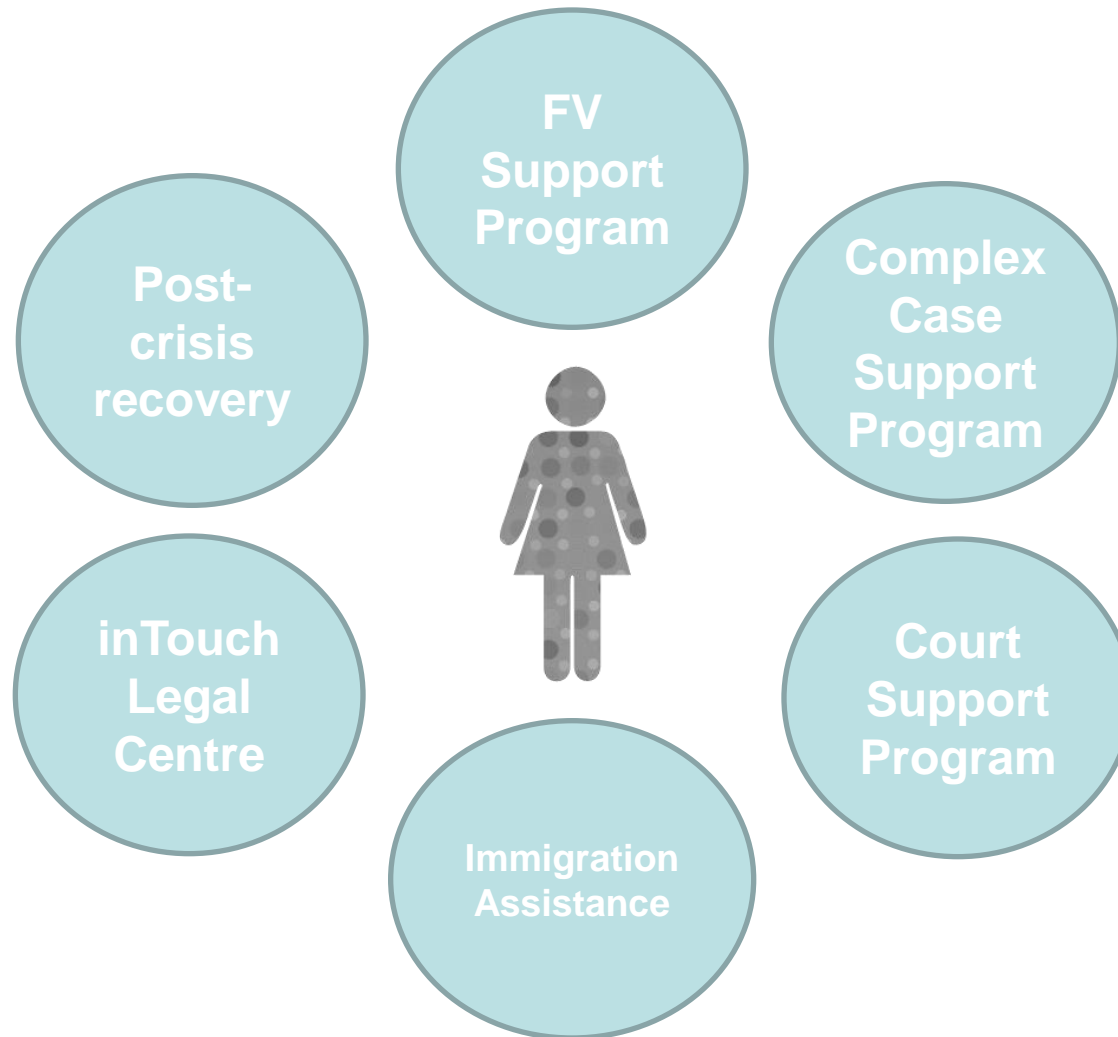 FV
Support
Program
Complex
Case
Support
Program
Court
Support
Program
Immigration
Assistance
inTouch
Legal
Centre
Post-
crisis
recovery